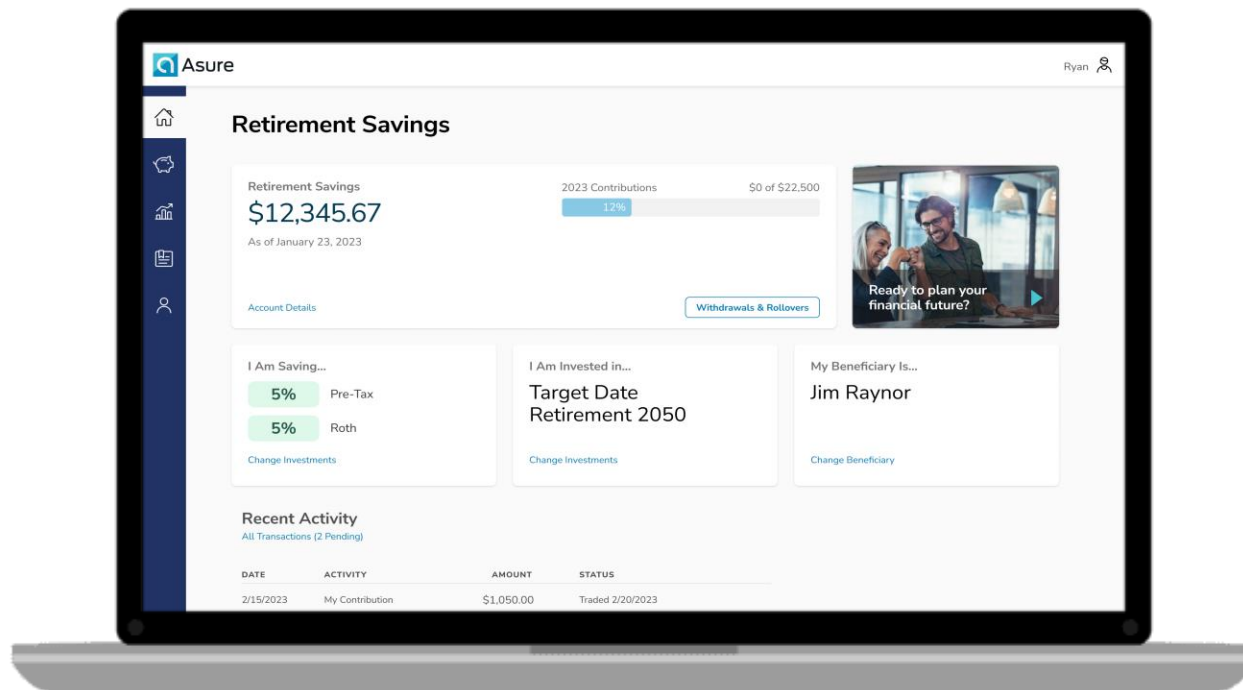 Asure
Ryan
Retirement Savings
Retirement Savings
$12,345.67
As of January 23, 2023
Account Details
2023 Contributions
$0 of $22,500
12%
Withdrawals & Rollovers
Ready to plan your
financial future?
I Am Saving...
5% Pre-Tax
5% Roth
Change Investments
I Am Invested in...
Target Date
Retirement 2050
Change Investments
My Beneficiary Is...
Jim Raynor
Change Beneficiary
Recent Activity
All Transactions (2 Pending)
DATE ACTIVITY AMOUNT STATUS
2/15/2023 My Contribution $1,050.00 Traded 2/20/2023